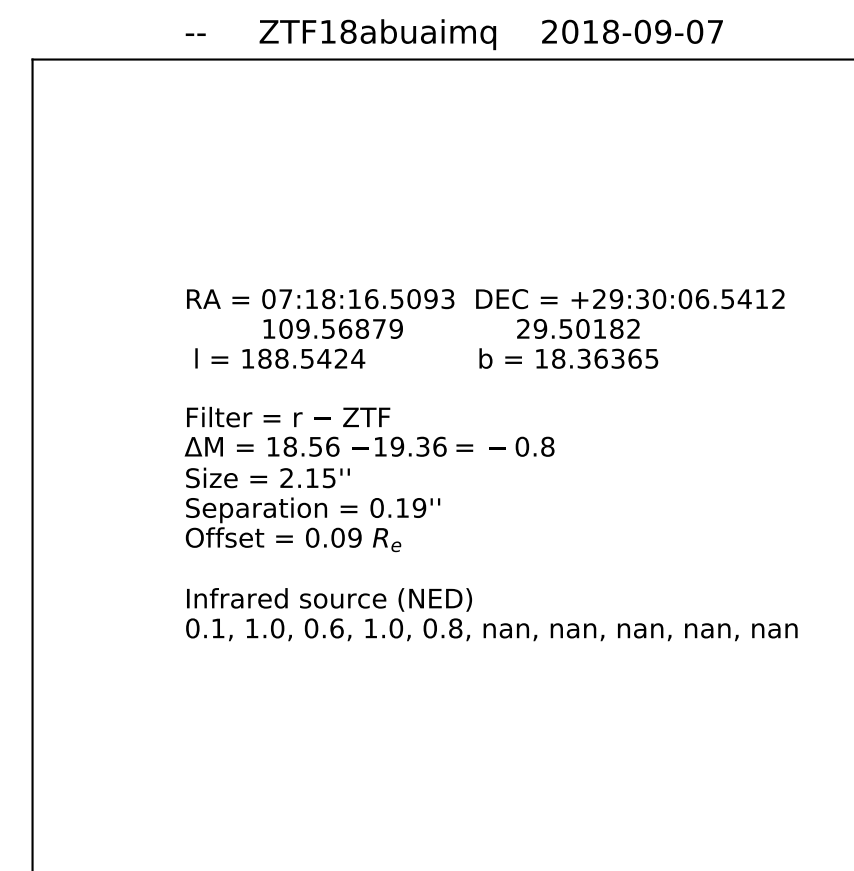 -- ZTF18abuaimq 2018-09-07
RA = 07:18:16.5093 DEC = +29:30:06.5412
109.56879 29.50182
l = 188.5424 b = 18.36365
Filter = r − ZTF
ΔM = 18.56 −19.36 = − 0.8
Size = 2.15''
Separation = 0.19''
Offset = 0.09 Re
Infrared source (NED)
0.1, 1.0, 0.6, 1.0, 0.8, nan, nan, nan, nan, nan